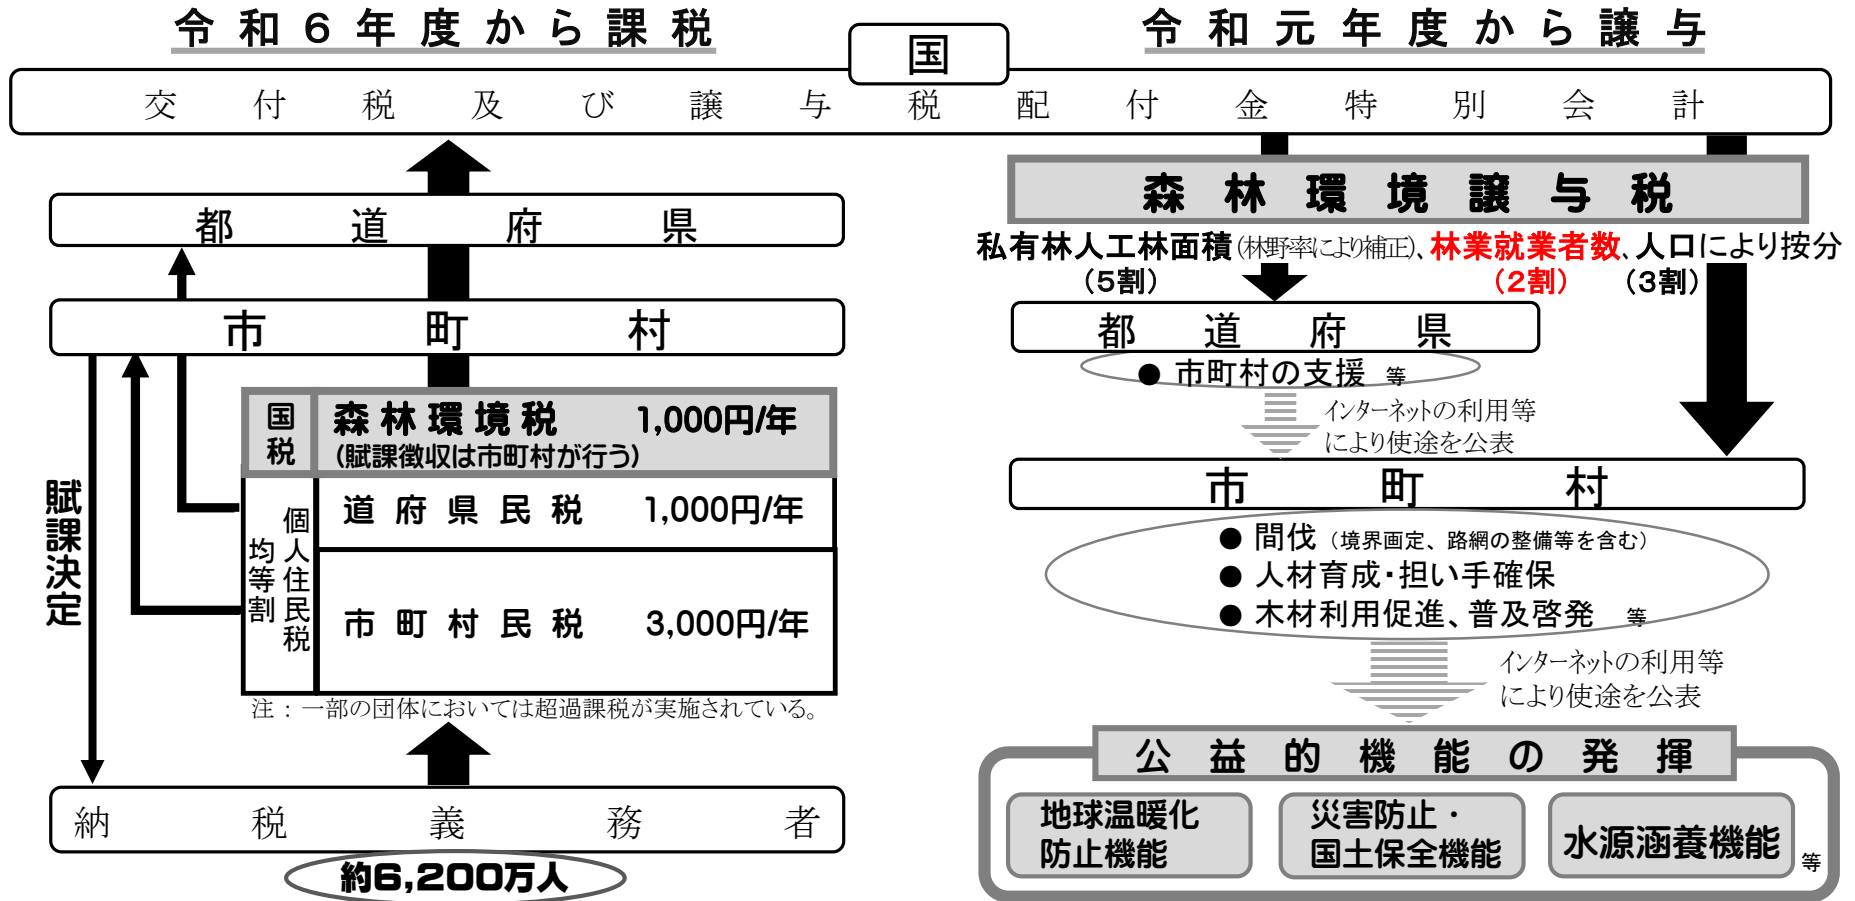 令和６年度から課税
令和元年度から譲与
国
交付税及び譲与税配付金特別会計
都道府県
市町村
国税
森林環境税 1,000円/年
(賦課徴収は市町村が行う)
個人住民税
均等割
道府県民税 1,000円/年
市町村民税 3,000円/年
注：一部の団体においては超過課税が実施されている。
賦課決定
納税義務者
約6,200万人
森林環境譲与税
私有林人工林面積(林野率により補正)、林業就業者数、人口により按分
(5割) (2割) (3割)
都道府県
● 市町村の支援 等
インターネットの利用等
により使途を公表
市町村
● 間伐（境界画定、路網の整備等を含む）
● 人材育成・担い手確保
● 木材利用促進、普及啓発 等
インターネットの利用等
により使途を公表
公益的機能の発揮
地球温暖化
防止機能
災害防止・
国土保全機能
水源涵養機能
等